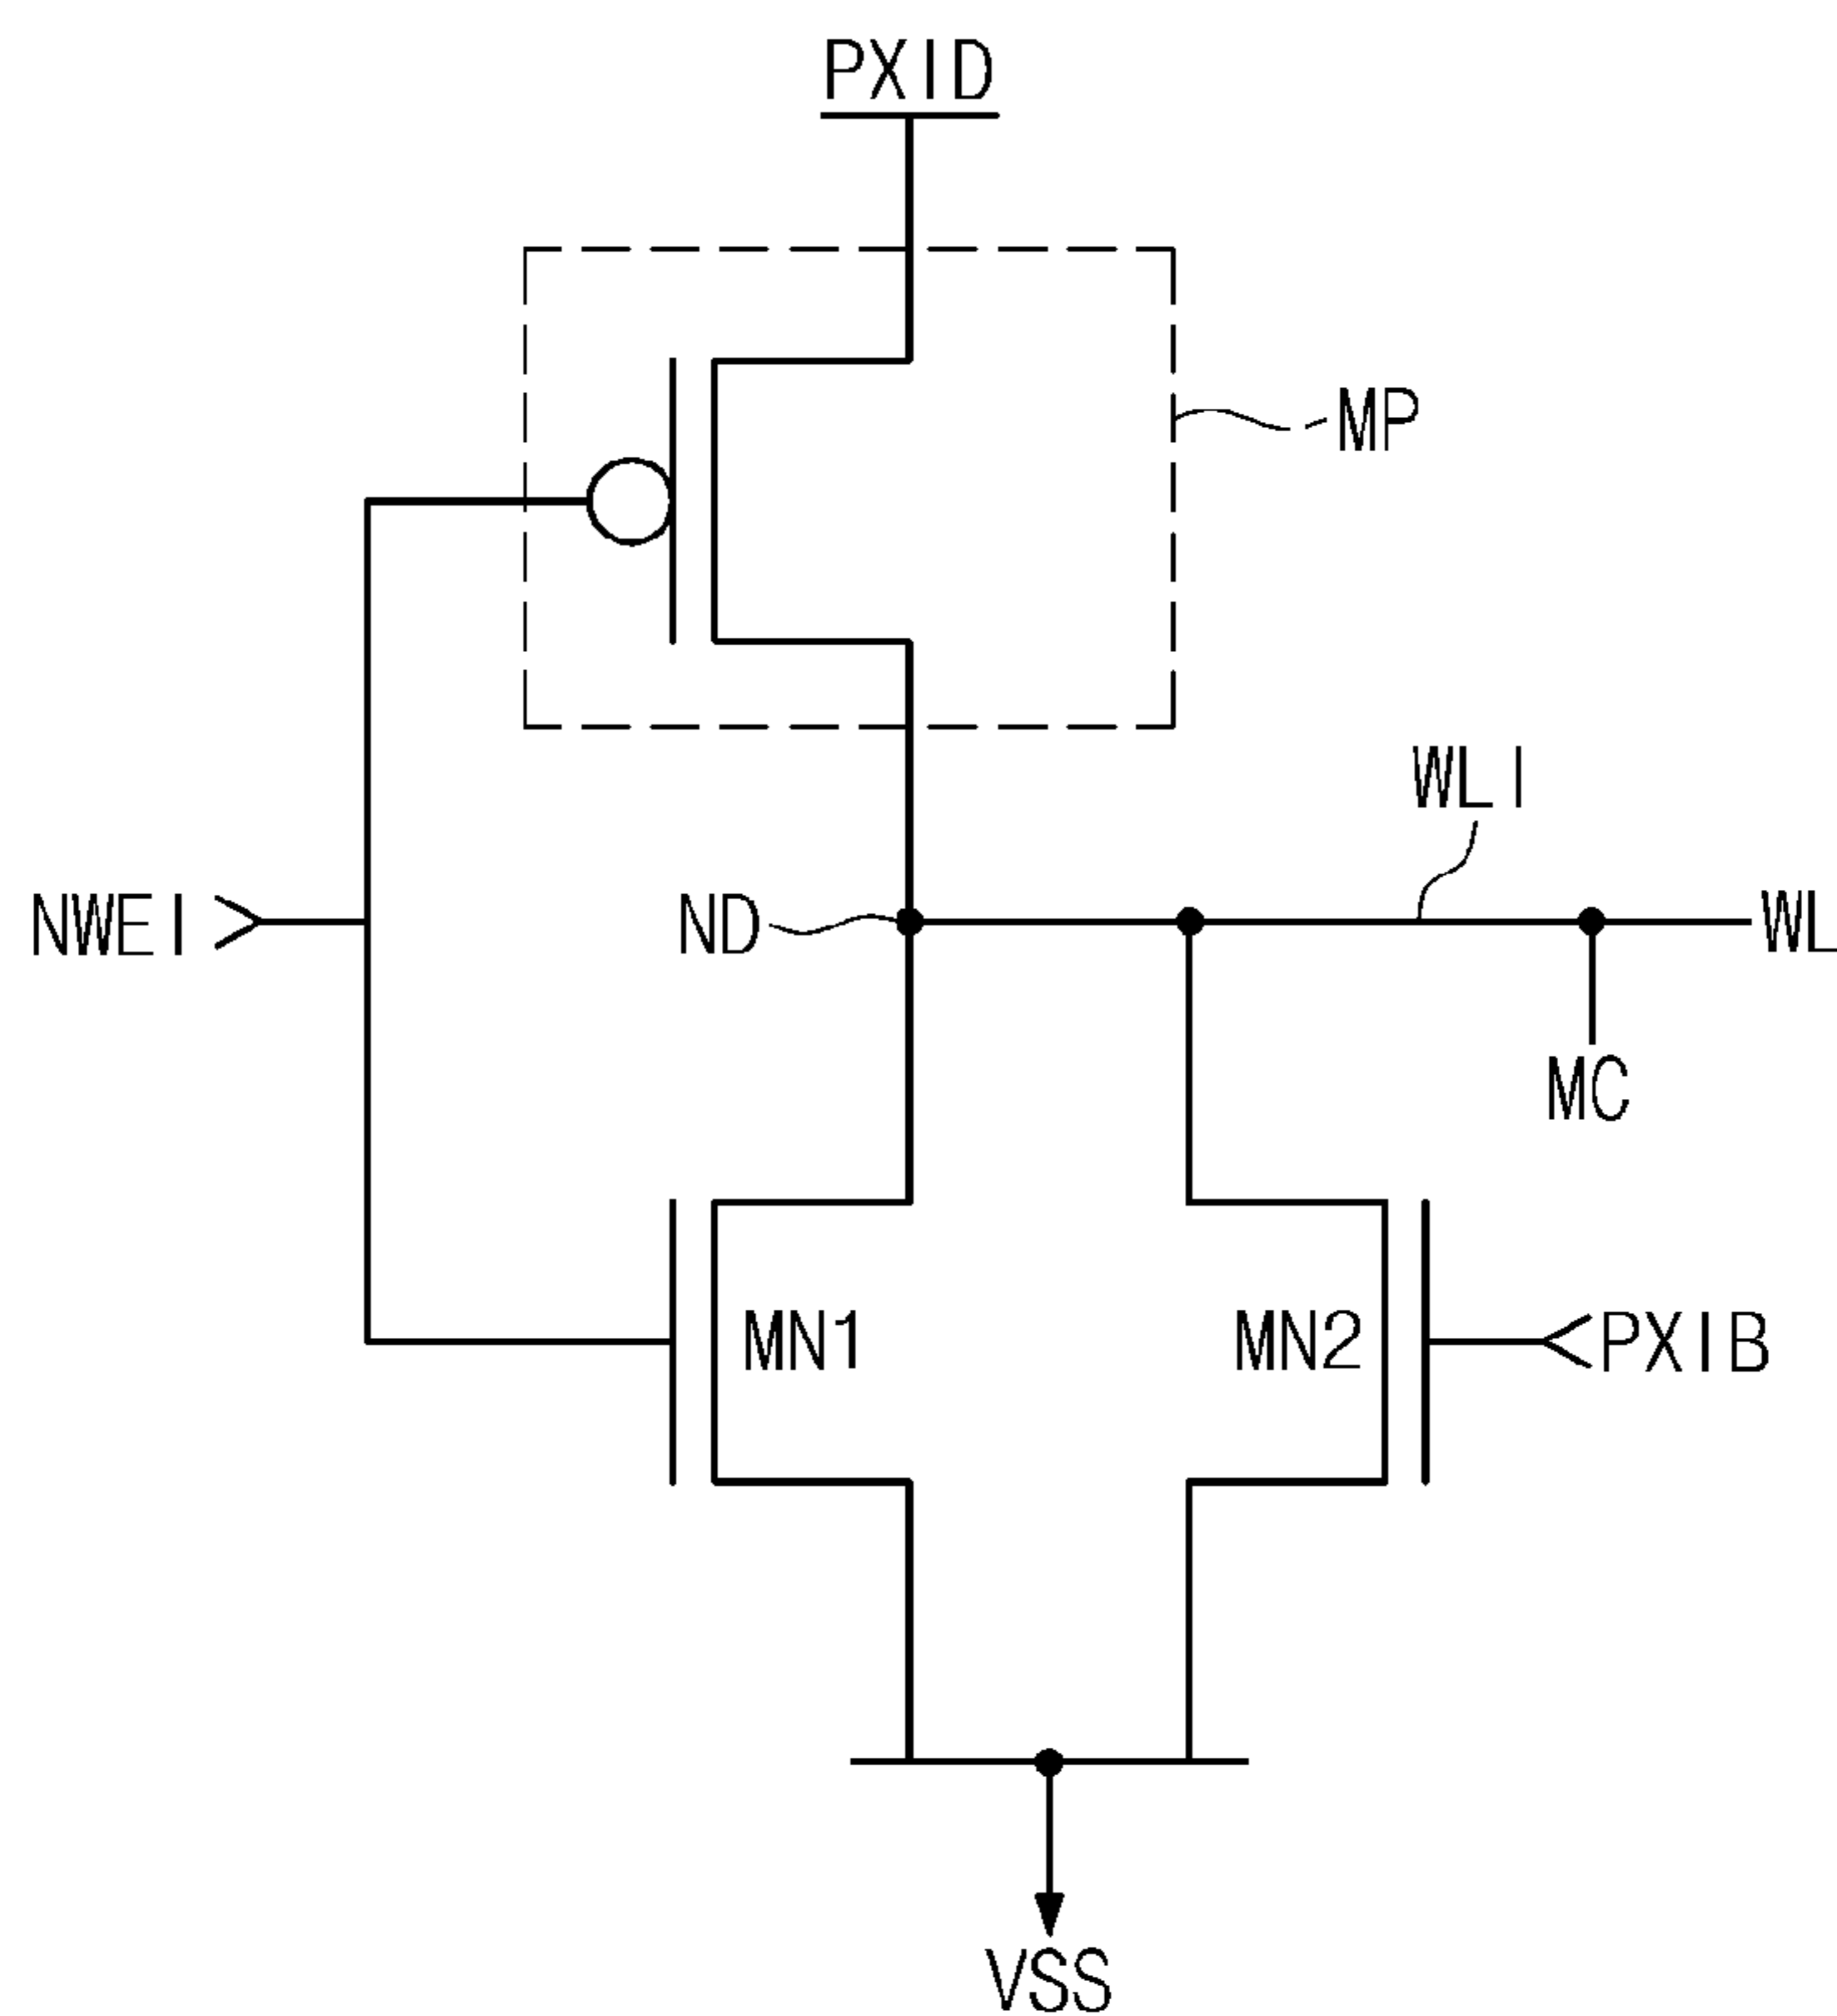 PXID
MP
WLI
NWEI
ND
WL
MC
MN1
MN2
PXIB
VSS